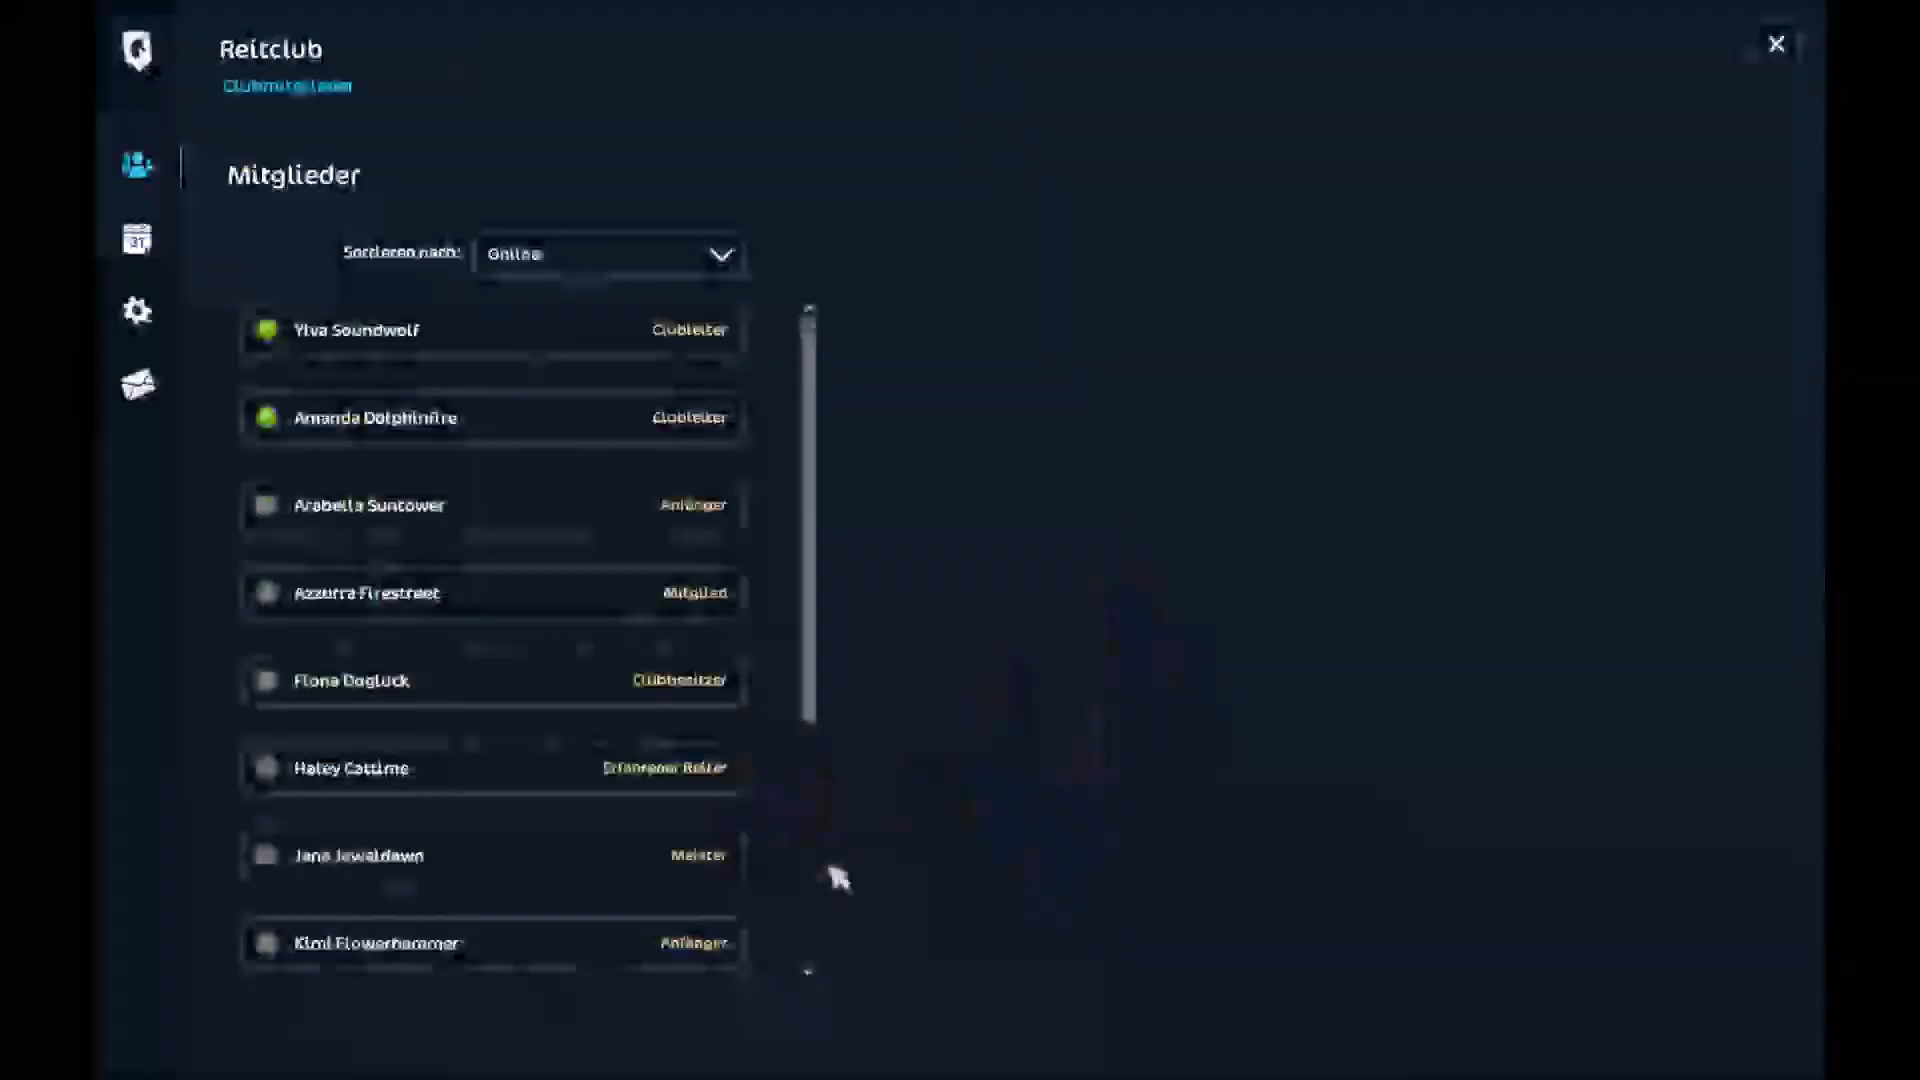 Reitclub
Clubmitglieder
Mitglieder
Sortieren nach:
Online
Ylva Soundwolf
Clubleiter
Amanda Dolphinfire
Clubleiter
Arabella Suntower
Anfänger
Azzurra Firestreet
Mitglied
Fiona Dogluck
Clubbesitzer
Haley Cattime
Erfahrener Reiter
Jana Jewaldawn
Meister
Kimi Flowerhammer
Anfänger